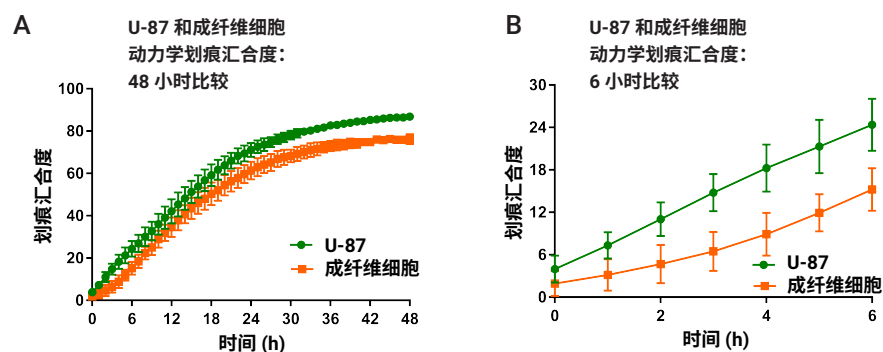 A
U-87 和成纤维细胞
动力学划痕汇合度：
48 小时比较
100
80
60
40
20
0
划痕汇合度
U-87
成纤维细胞
0 6 12 18 24 30 36 42 48
时间 (h)
B
U-87 和成纤维细胞
动力学划痕汇合度：
6 小时比较
30
24
18
12
6
0
划痕汇合度
U-87
成纤维细胞
0 2 4 6
时间 (h)